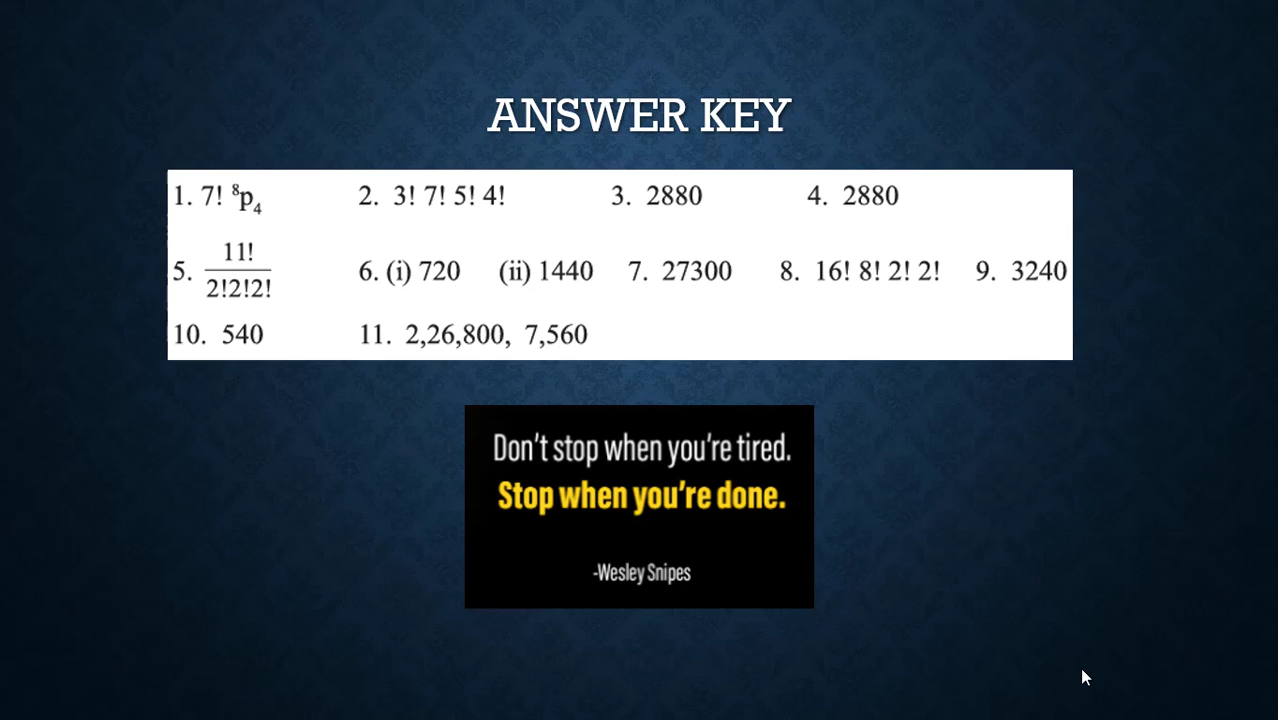 ANSWER KEY
1. 7! ⁸p₄ 2. 3! 7! 5! 4! 3. 2880 4. 2880
5. 11!/2!2!2! 6. (i) 720 (ii) 1440 7. 27300 8. 16! 8! 2! 2! 9. 3240
10. 540 11. 2,26,800, 7,560
Don't stop when you're tired.
Stop when you're done.
-Wesley Snipes